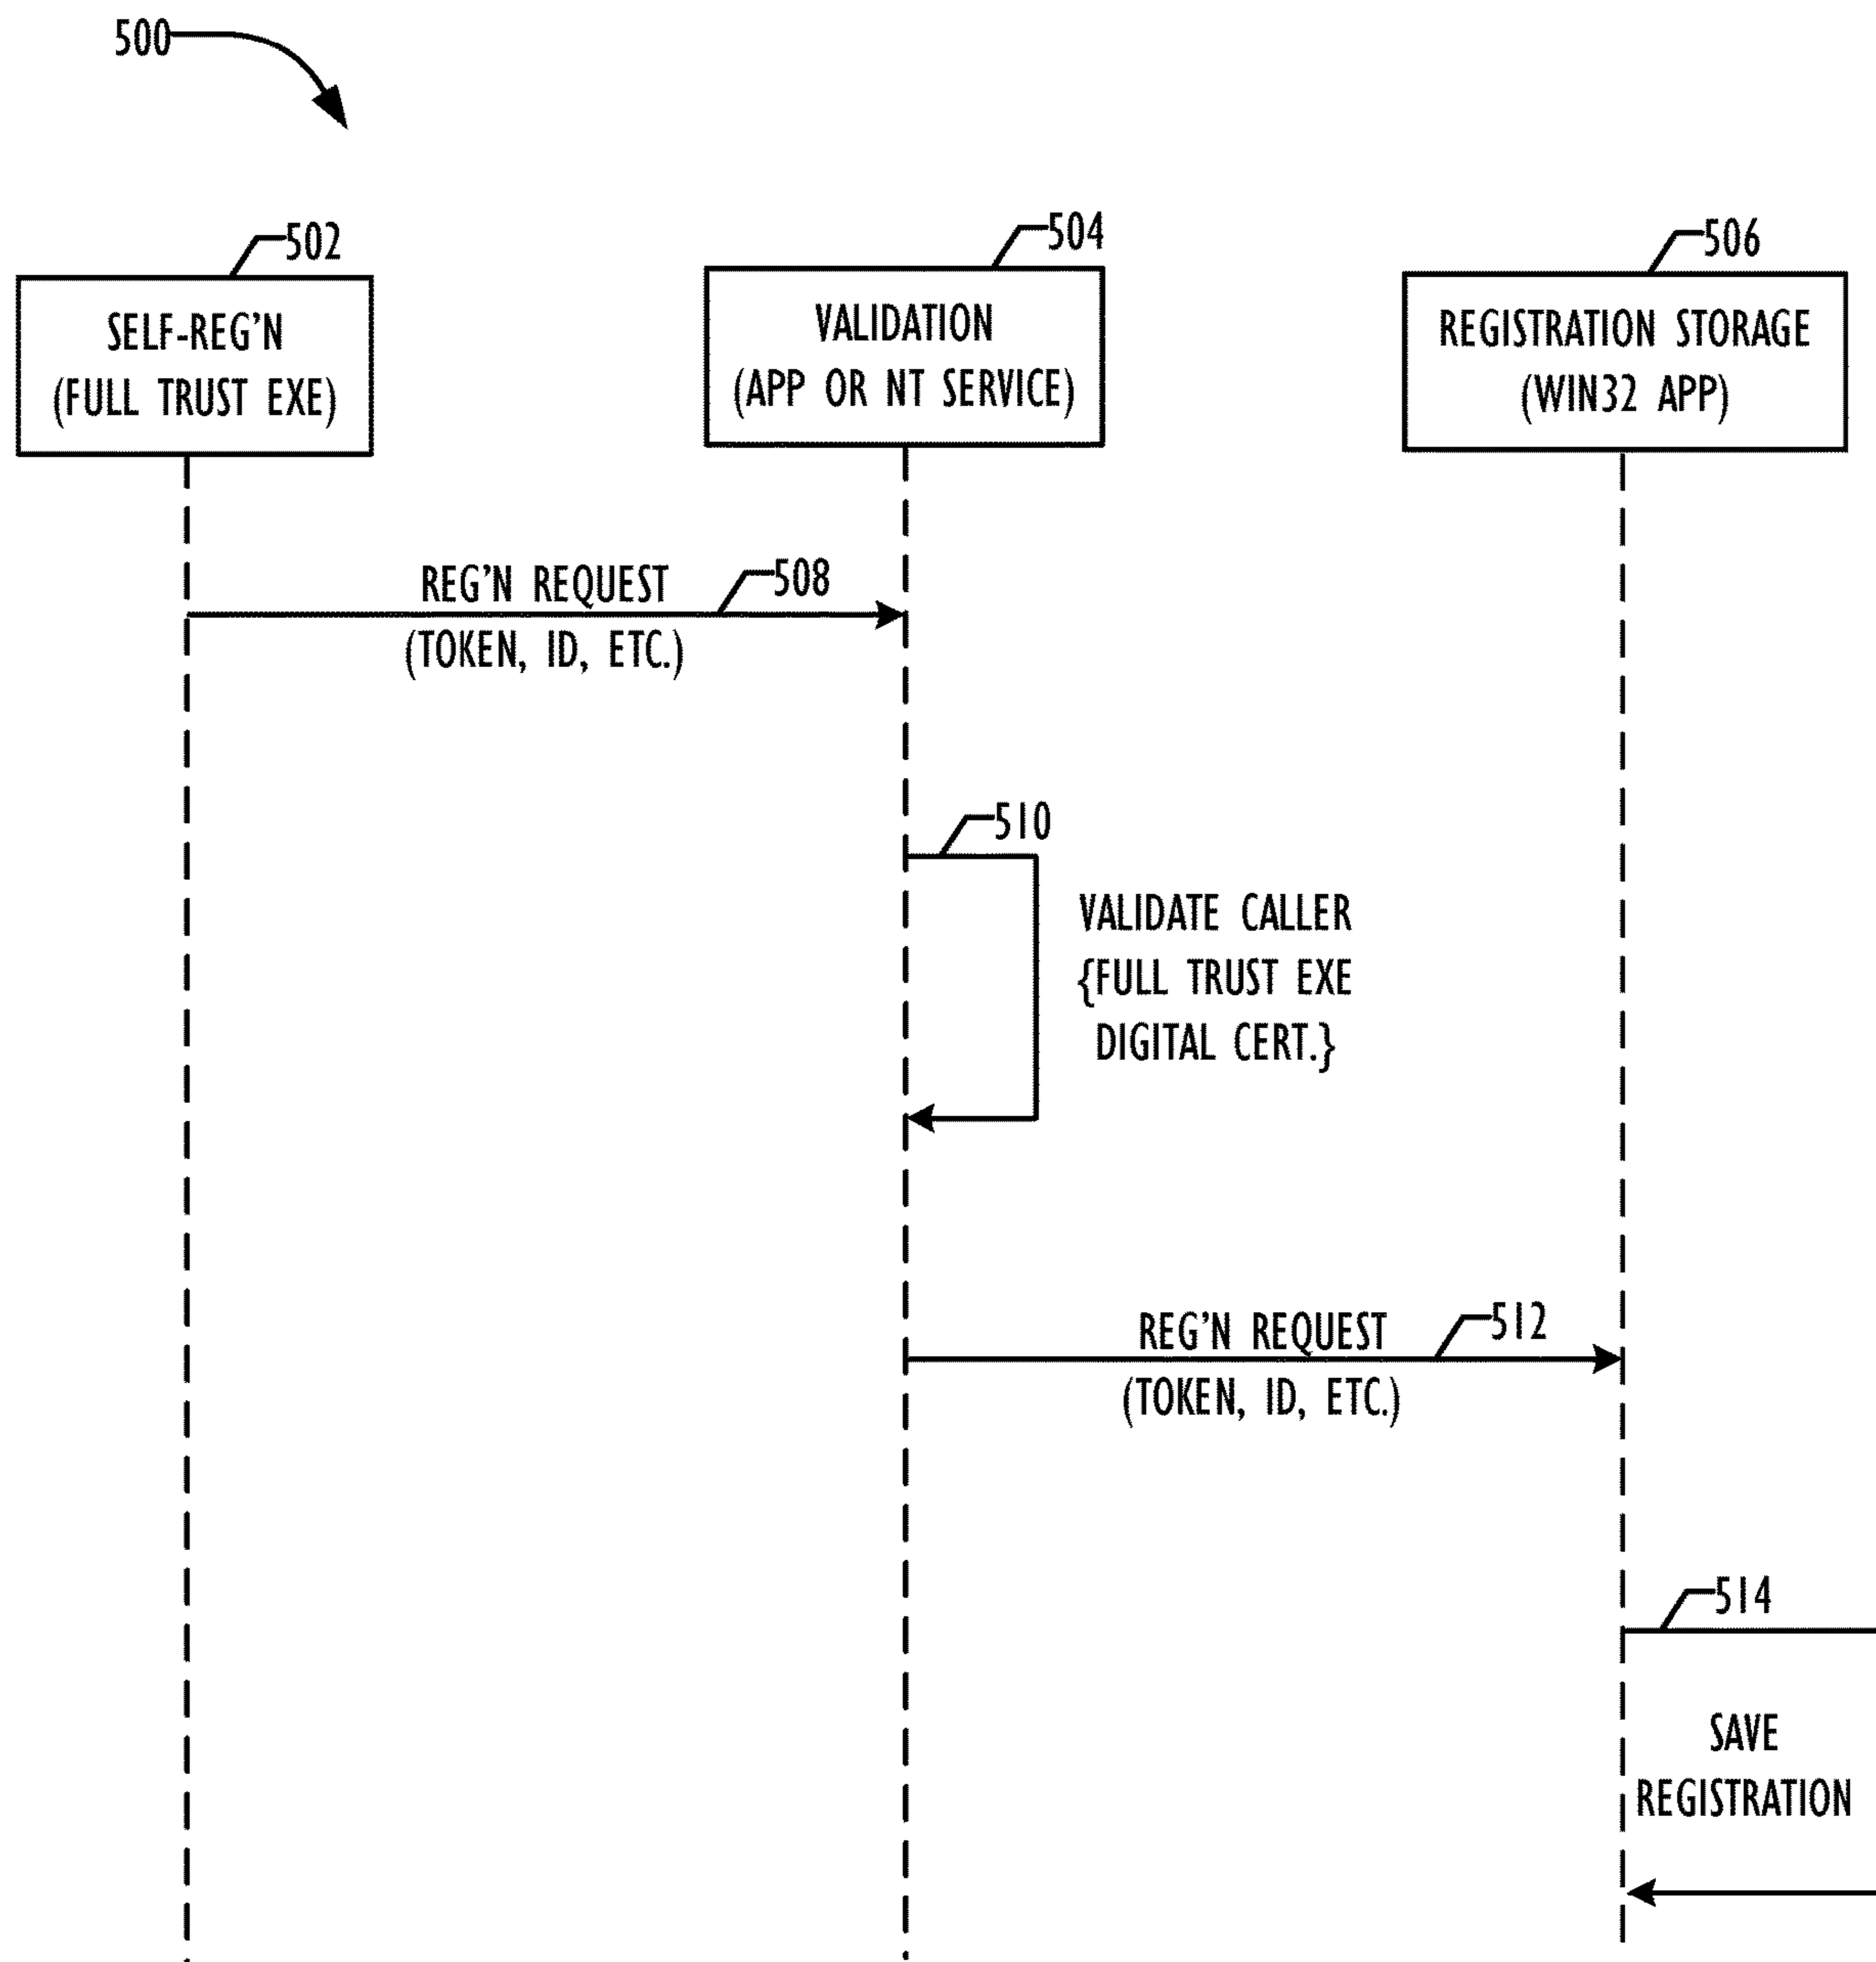 500
502
504
506
SELF-REG'N
(FULL TRUST EXE)
VALIDATION
(APP OR NT SERVICE)
REGISTRATION STORAGE
(WIN32 APP)
REG'N REQUEST
508
(TOKEN, ID, ETC.)
510
VALIDATE CALLER
{FULL TRUST EXE
DIGITAL CERT.}
REG'N REQUEST
512
(TOKEN, ID, ETC.)
514
SAVE
REGISTRATION